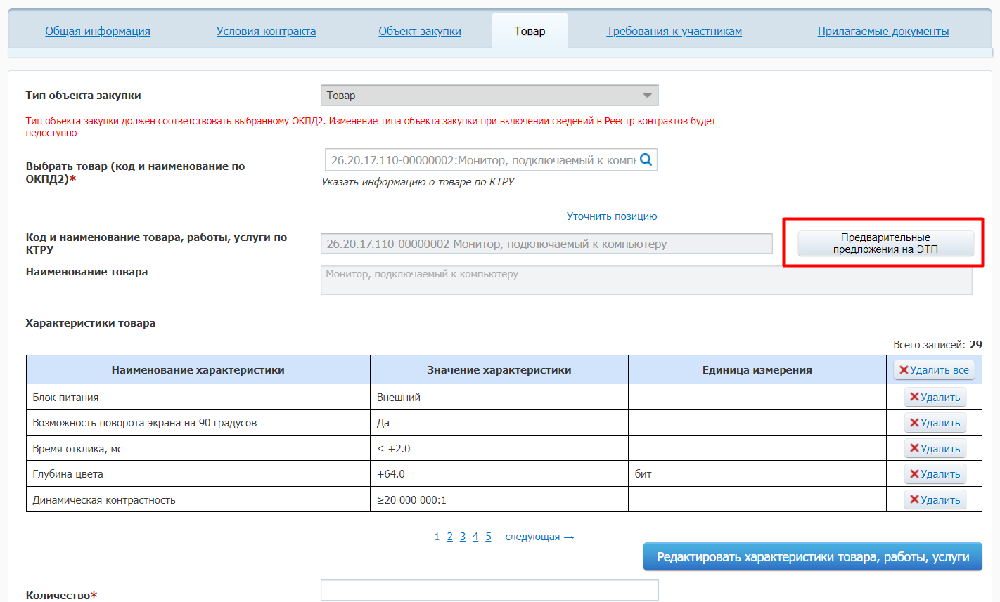 Общая информация
Условия контракта
Объект закупки
Товар
Требования к участникам
Прилагаемые документы
Тип объекта закупки
Товар
Тип объекта закупки должен соответствовать выбранному ОКПД2. Изменение типа объекта закупки при включении сведений в Реестр контрактов будет
недоступно
Выбрать товар (код и наименование по
ОКПД2)*
26.20.17.110-00000002:Монитор, подключаемый к компь
Указать информацию о товаре по КТРУ
Уточнить позицию
Код и наименование товара, работы, услуги по
КТРУ
26.20.17.110-00000002 Монитор, подключаемый к компьютеру
Предварительные
предложения на ЭТП
Наименование товара
Монитор, подключаемый к компьютеру
Характеристики товара
Всего записей: 29
Наименование характеристики
Значение характеристики
Единица измерения
Удалить всё
Блок питания
Внешний
Удалить
Возможность поворота экрана на 90 градусов
Да
Удалить
Время отклика, мс
< +2.0
Удалить
Глубина цвета
+64.0
бит
Удалить
Динамическая контрастность
≥20 000 000:1
Удалить
1 2 3 4 5 следующая →
Редактировать характеристики товара, работы, услуги
Количество*